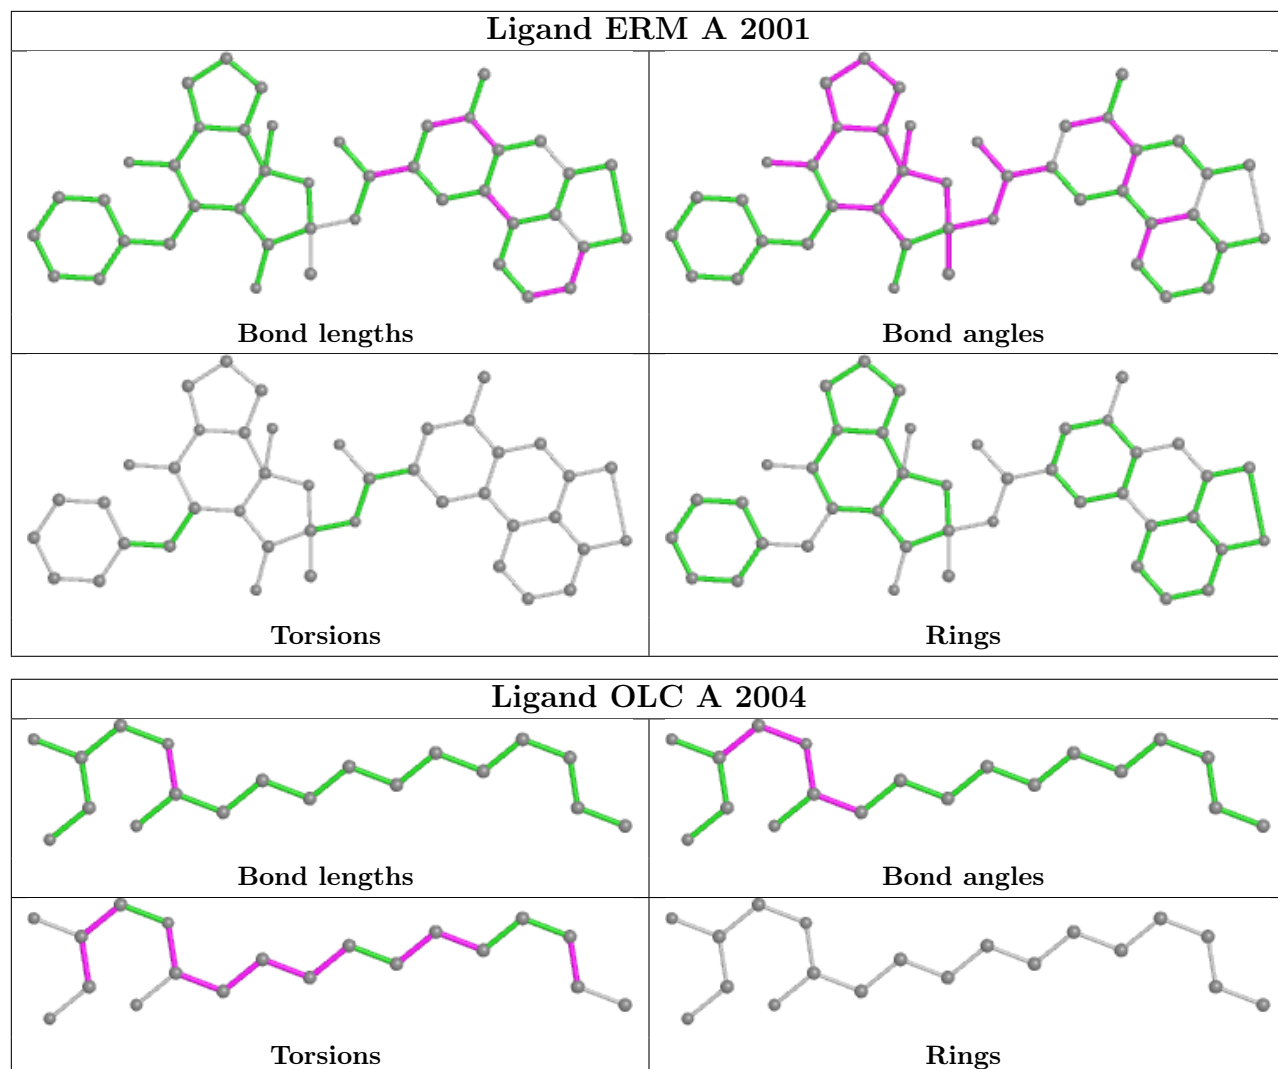 Ligand ERM A 2001
Bond lengths
Bond angles
Torsions
Rings
Ligand OLC A 2004
Bond lengths
Bond angles
Torsions
Rings